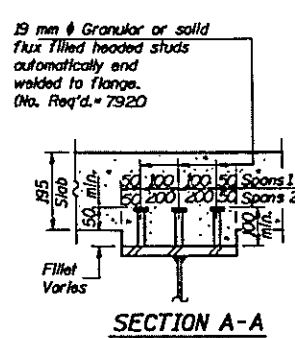 19 mm ϕ Granular or solid
flux filled headed studs
automatically end
welded to flange.
(No. Req'd.= 7920
50 100 100 50 Spans 1
50 200 200 50 Spans 2
195
Slab
50 min.
100
min.
Fillet
Varies
SECTION A-A